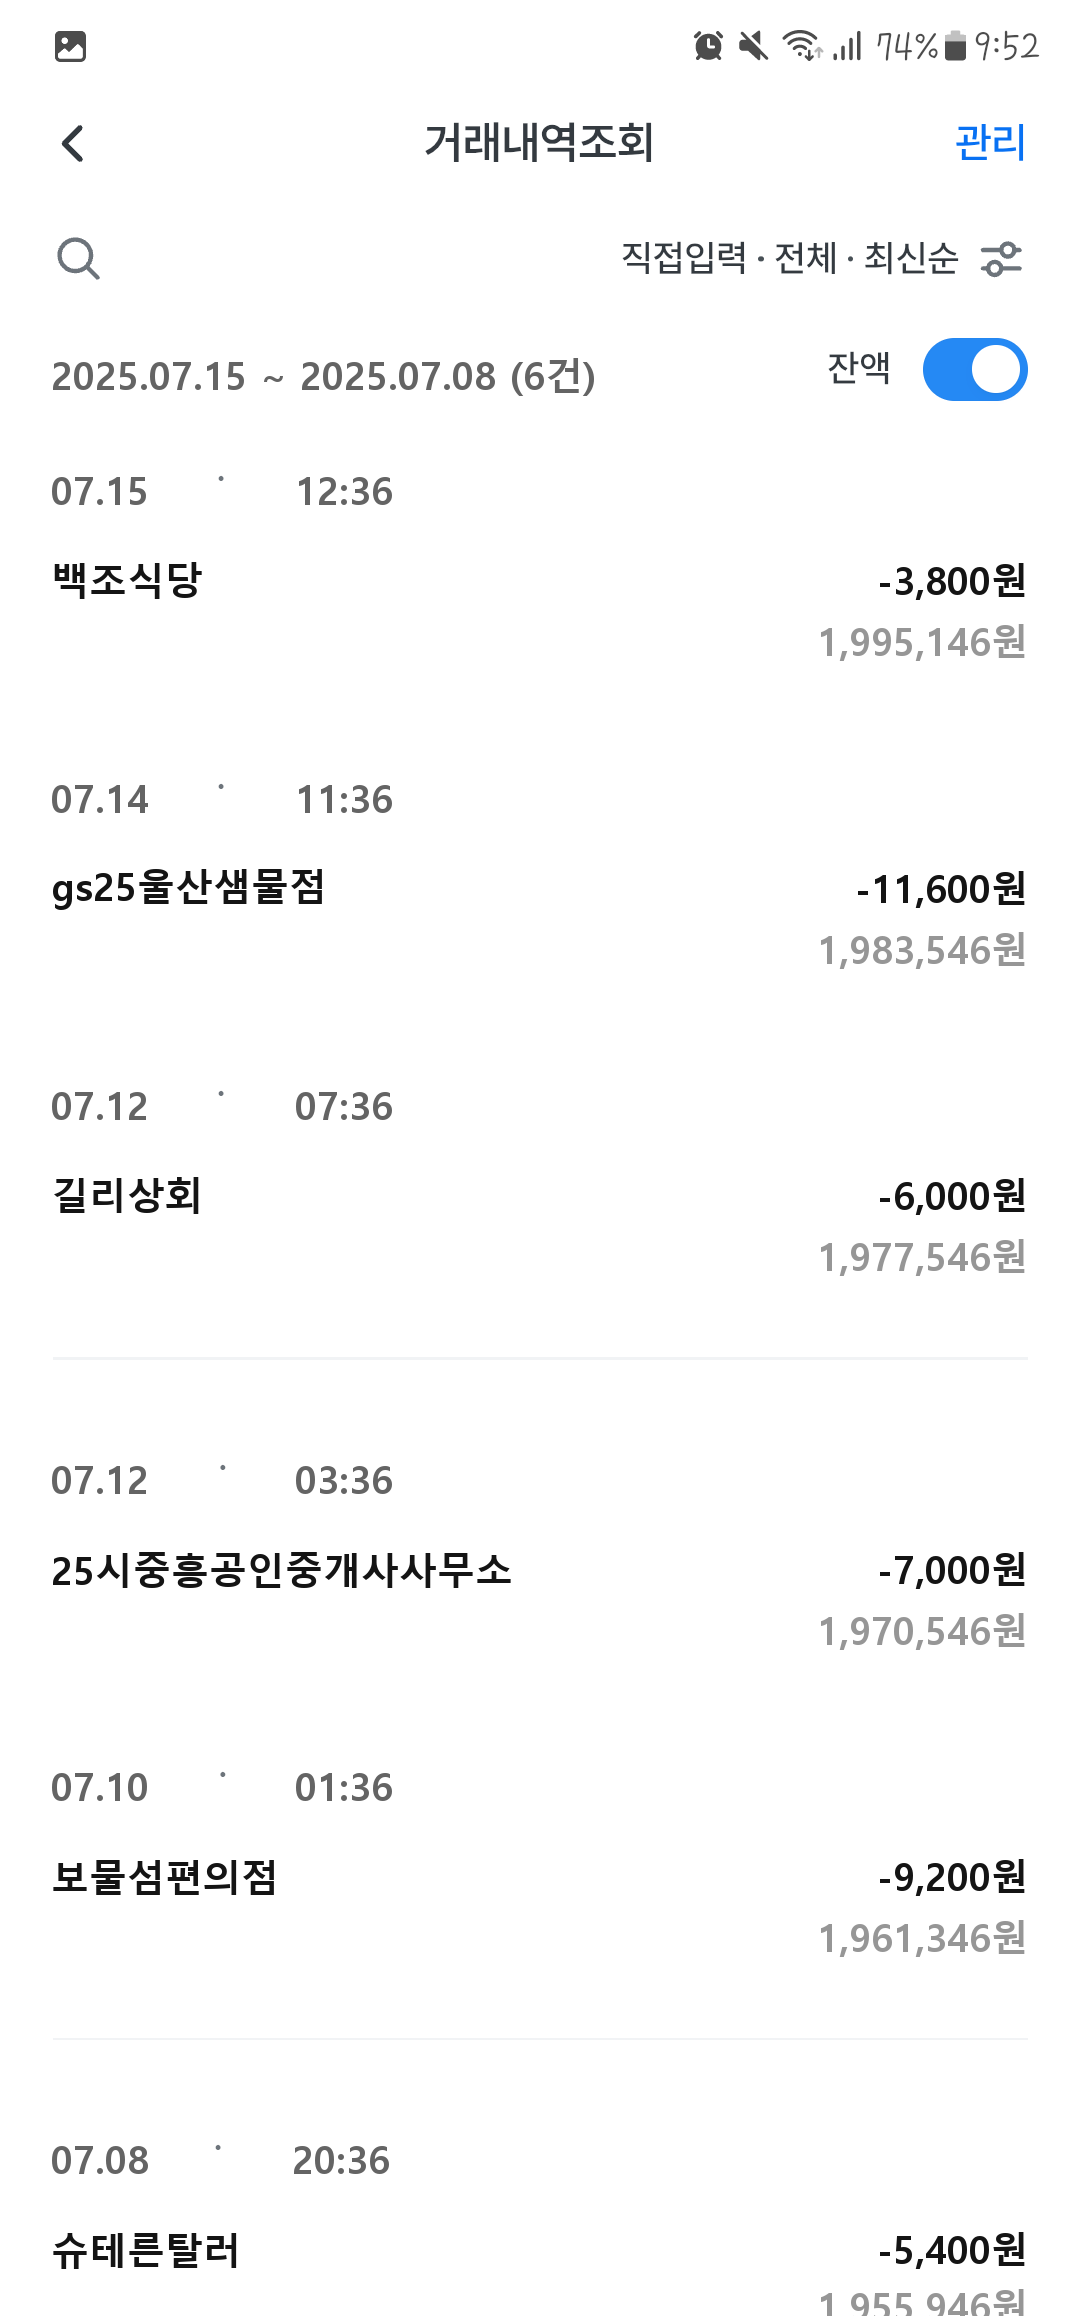 74% 9:52
거래내역조회 관리
직접입력 · 전체 · 최신순
2025.07.15 ~ 2025.07.08 (6건) 잔액
07.15 · 12:36
백조식당 -3,800원
1,995,146원
07.14 · 11:36
gs25울산샘물점 -11,600원
1,983,546원
07.12 · 07:36
길리상회 -6,000원
1,977,546원
07.12 · 03:36
25시중흥공인중개사사무소 -7,000원
1,970,546원
07.10 · 01:36
보물섬편의점 -9,200원
1,961,346원
07.08 · 20:36
슈테른탈러 -5,400원
1,955,946원